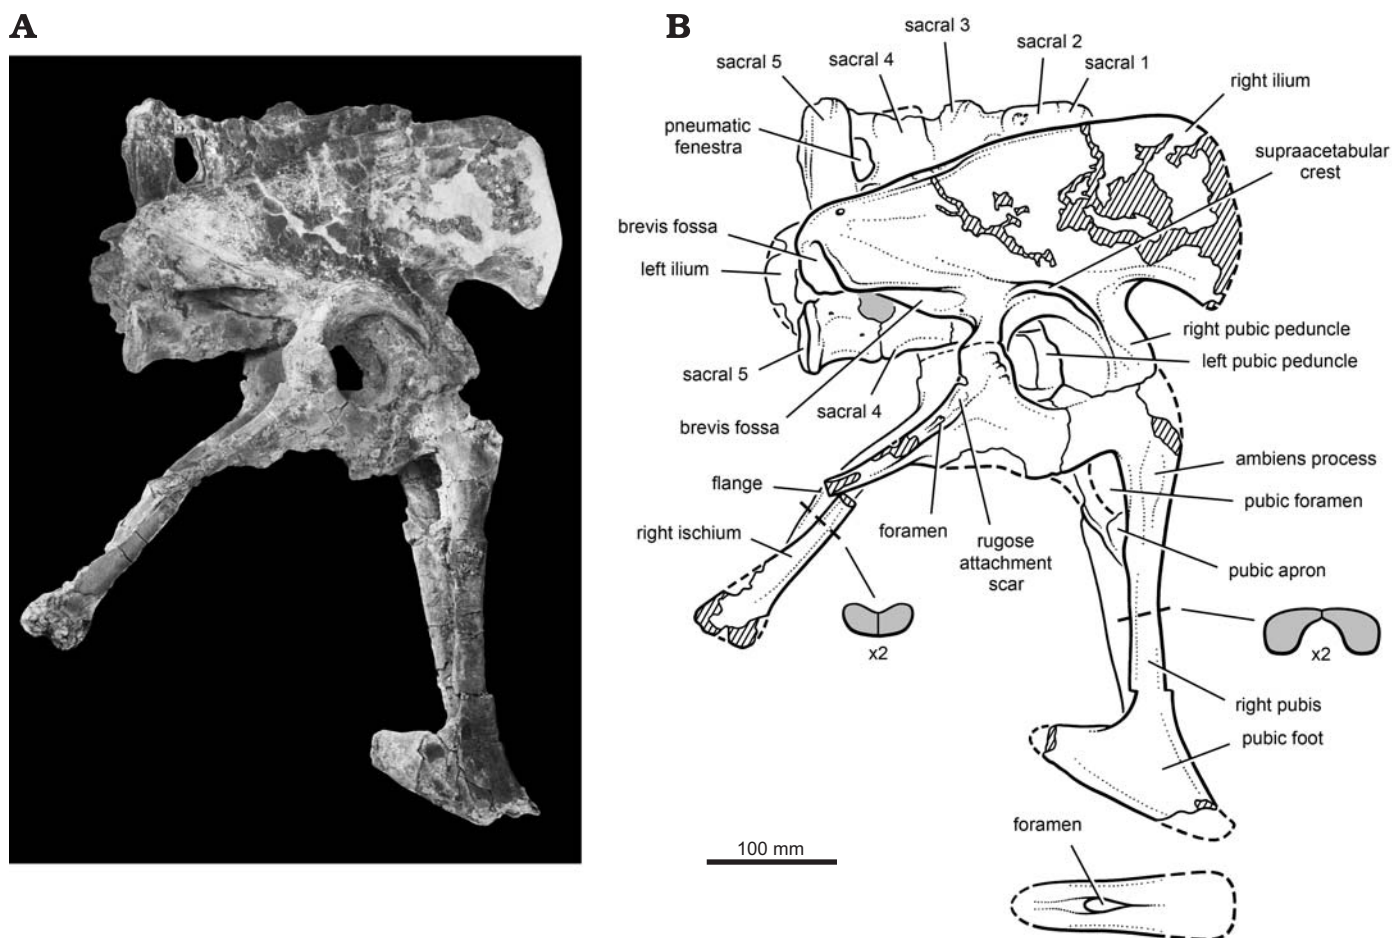 A
B
sacral 3
sacral 2
sacral 5
sacral 4
sacral 1
right ilium
pneumatic
fenestra
supraacetabular
crest
brevis fossa
left ilium
right pubic peduncle
left pubic peduncle
sacral 5
sacral 4
brevis fossa
ambiens process
flange
pubic foramen
right ischium
foramen
rugose
attachment
scar
pubic apron
x2
x2
right pubis
pubic foot
foramen
100 mm